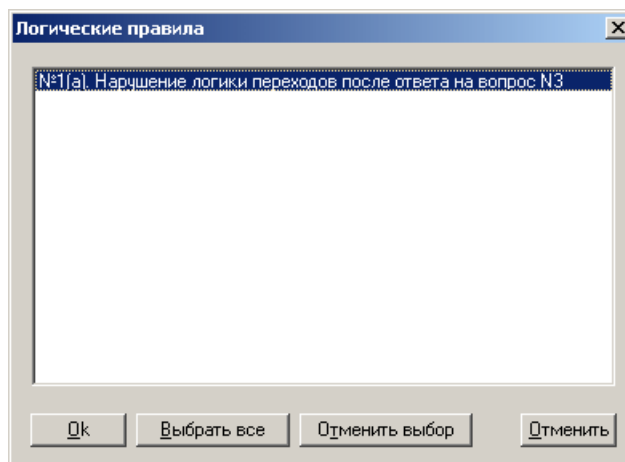 Логические правила
№1(а). Нарушение логики переходов после ответа на вопрос N3
Ok
Выбрать все
Отменить выбор
Отменить